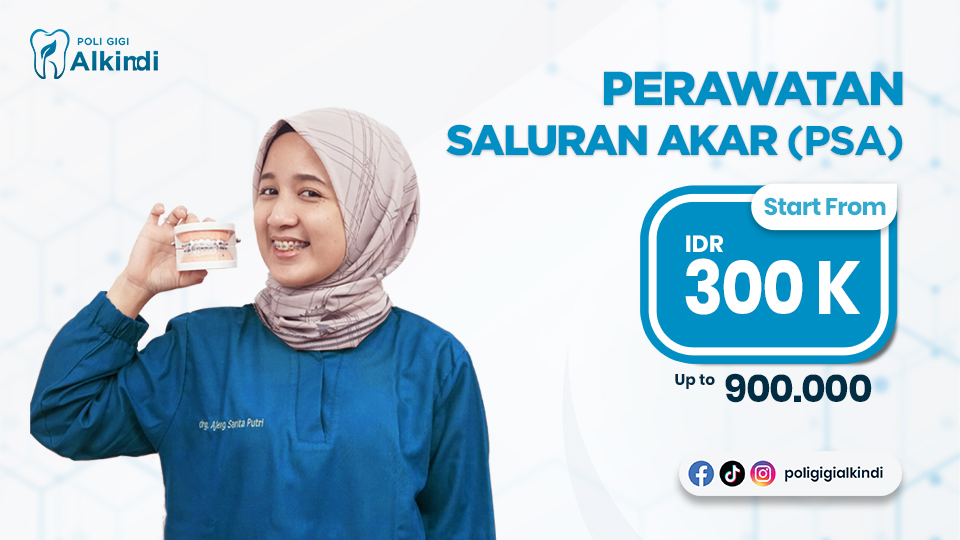 POLI GIGI
Alkindi
PERAWATAN
SALURAN AKAR (PSA)
Start From
IDR
300 K
Up to 900.000
drg. Ajeng Sarita Putri
poligigialkindi